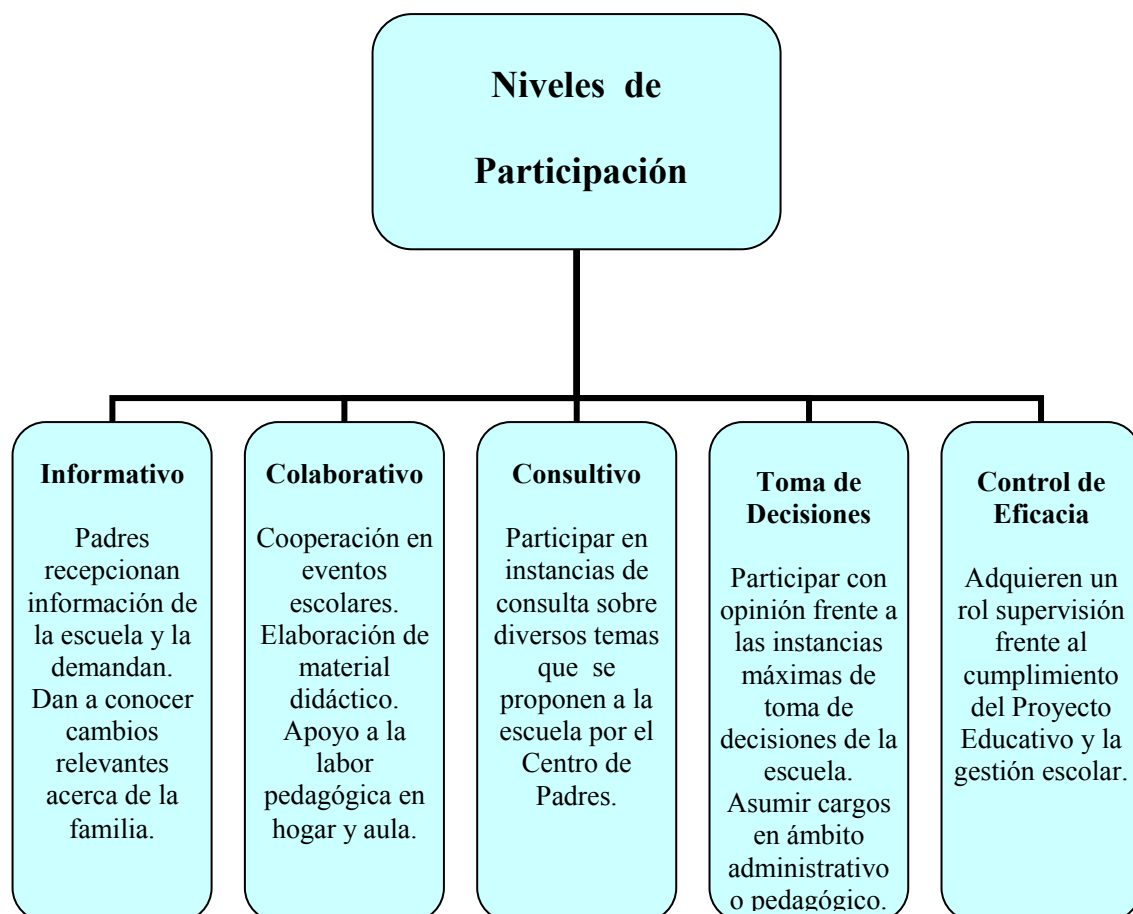 Niveles de
Participación
Informativo
Padres
recepcionan
información de
la escuela y la
demandan.
Dan a conocer
cambios
relevantes
acerca de la
familia.
Colaborativo
Cooperación en
eventos
escolares.
Elaboración de
material
didáctico.
Apoyo a la
labor
pedagógica en
hogar y aula.
Consultivo
Participar en
instancias de
consulta sobre
diversos temas
que se
proponen a la
escuela por el
Centro de
Padres.
Toma de
Decisiones
Participar con
opinión frente a
las instancias
máximas de
toma de
decisiones de la
escuela.
Asumir cargos
en ámbito
administrativo
o pedagógico.
Control de
Eficacia
Adquieren un
rol supervisión
frente al
cumplimiento
del Proyecto
Educativo y la
gestión escolar.